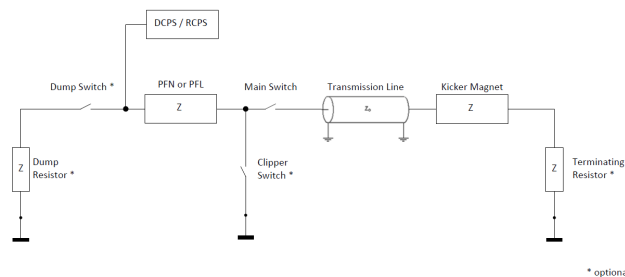 DCPS / RCPS
Dump Switch *
PFN or PFL
Main Switch
Transmission Line
Kicker Magnet
Z
Z₀
Z
Z
Dump
Resistor *
Clipper
Switch *
Z
Terminating
Resistor *
* optiona